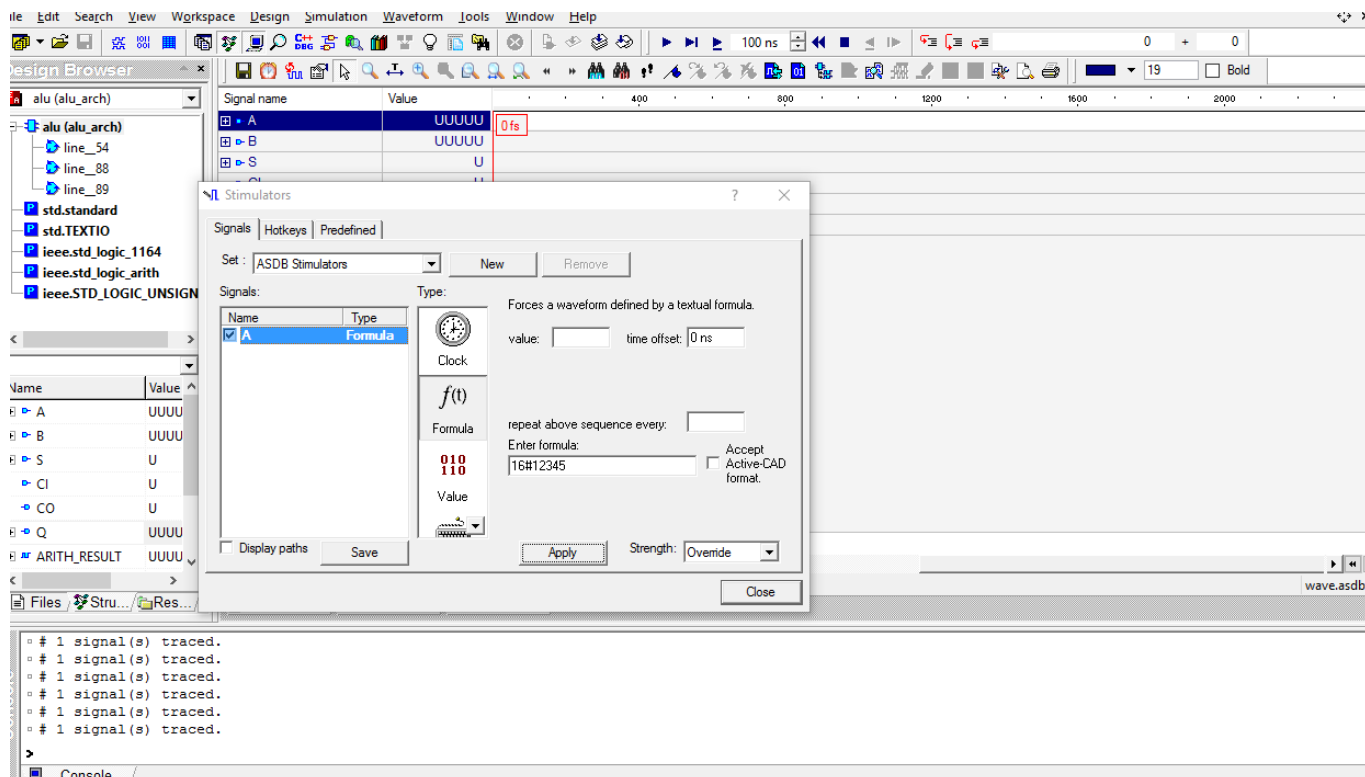 ile Edit Search View Workspace Design Simulation Waveform Tools Window Help
100 ns 0 + 0
Design Browser 19 Bold
alu (alu_arch)
Signal name Value 400 800 1200 1600 2000
alu (alu_arch)
A UUUUU 0 fs
line__54
B UUUUU
line__88
S U
line__89
CI U
std.standard
std.TEXTIO
ieee.std_logic_1164
ieee.std_logic_arith
ieee.STD_LOGIC_UNSIGN
Stimulators ?
Signals Hotkeys Predefined
Set : ASDB Stimulators New Remove
Signals: Type:
Name Type
A Formula
Clock
f(t)
Formula
010
110
Value
Forces a waveform defined by a textual formula.
value: time offset: 0 ns
repeat above sequence every:
Enter formula:
16#12345
Accept
Active-CAD
format.
Display paths Save Apply Strength: Override
Close
Name Value
A UUUU
B UUUU
S U
CI U
CO U
Q UUUU
ARITH_RESULT UUUU
Files Stru... Res...
wave.asdb
# 1 signal(s) traced.
# 1 signal(s) traced.
# 1 signal(s) traced.
# 1 signal(s) traced.
# 1 signal(s) traced.
# 1 signal(s) traced.
>
Console